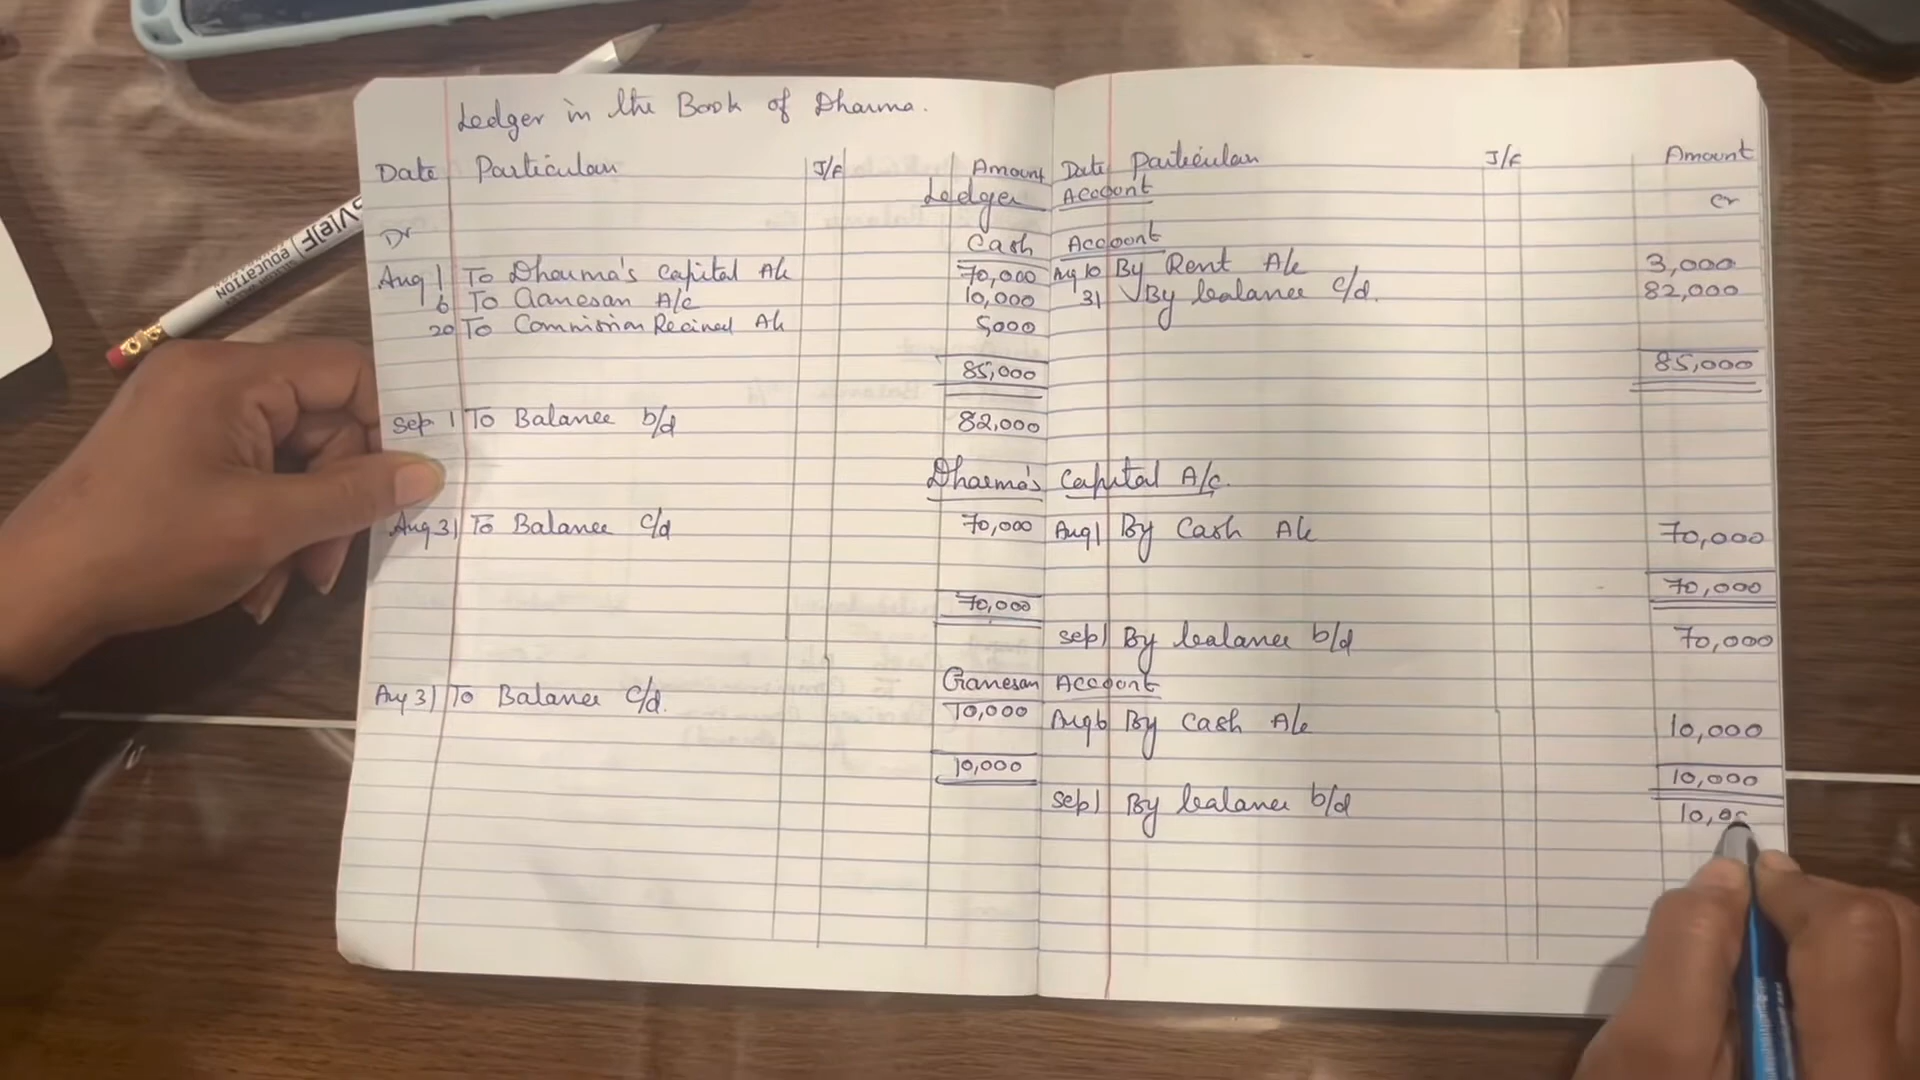 Ledger in the Book of Dharma.
Date Particulars J/F Amount Date Particulars J/F Amount
Ledger Account
Dr cr
Cash Account
Aug 1 To Dharma's Capital A/c 70,000 Aug 10 By Rent A/c 3,000
6 To Ganesan A/c 10,000 31 By balance c/d. 82,000
20 To Commission Recived A/c 5000
85,000 85,000
Sep 1 To Balance b/d 82,000
Dharma's Capital A/c.
Aug 31 To Balance c/d 70,000 Aug 1 By Cash A/c 70,000
70,000 70,000
Sep 1 By balance b/d 70,000
Ganesan Account
Aug 31 To Balance c/d. 10,000 Aug 6 By Cash A/c 10,000
10,000 10,000
Sep 1 By balance b/d 10,00
EDUCATION